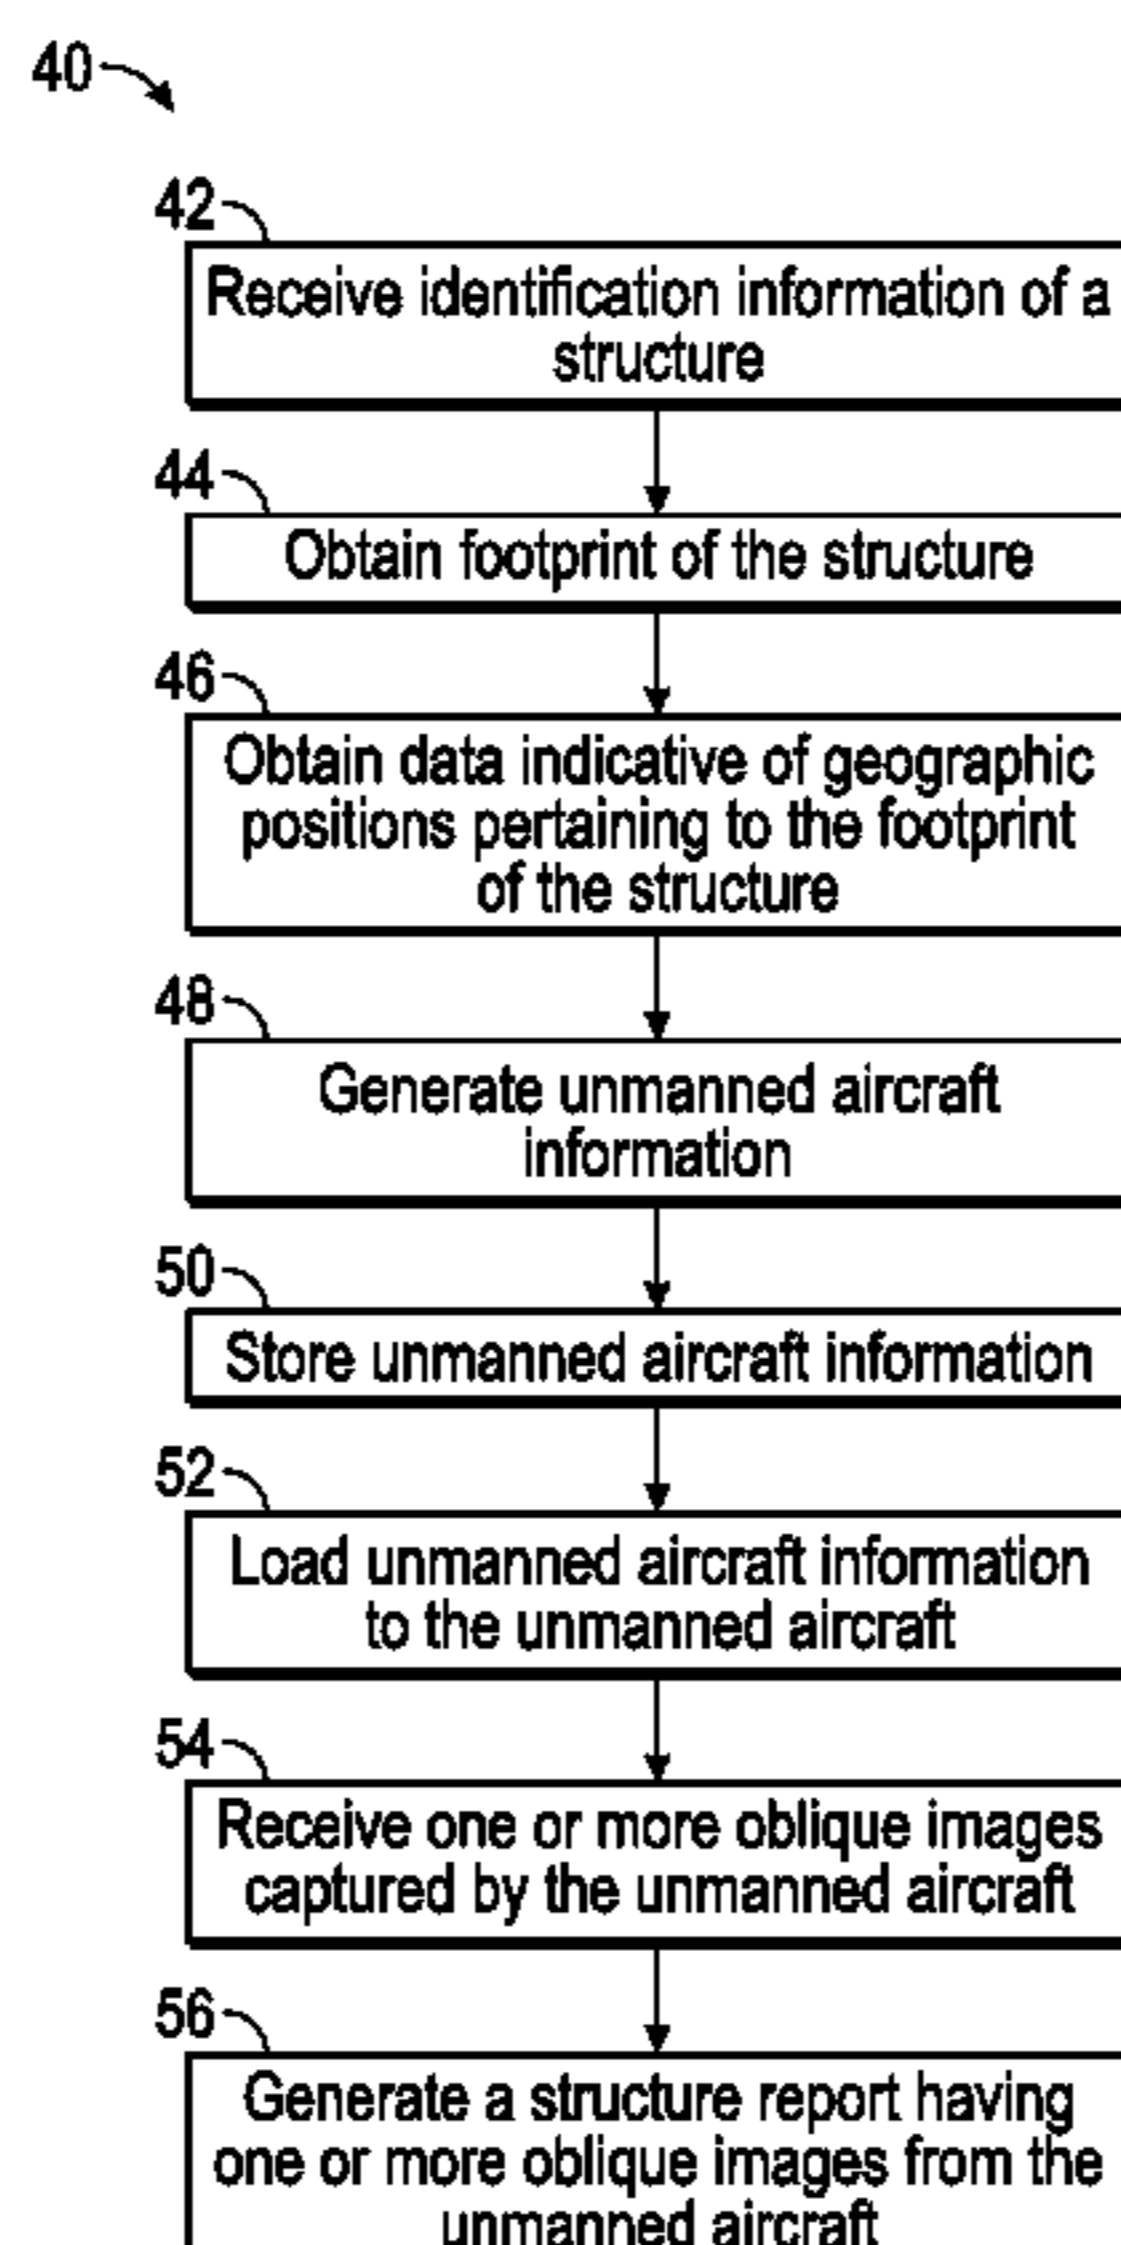 40
42
Receive identification information of a
structure
44
Obtain footprint of the structure
46
Obtain data indicative of geographic
positions pertaining to the footprint
of the structure
48
Generate unmanned aircraft
information
50
Store unmanned aircraft information
52
Load unmanned aircraft information
to the unmanned aircraft
54
Receive one or more oblique images
captured by the unmanned aircraft
56
Generate a structure report having
one or more oblique images from the
unmanned aircraft